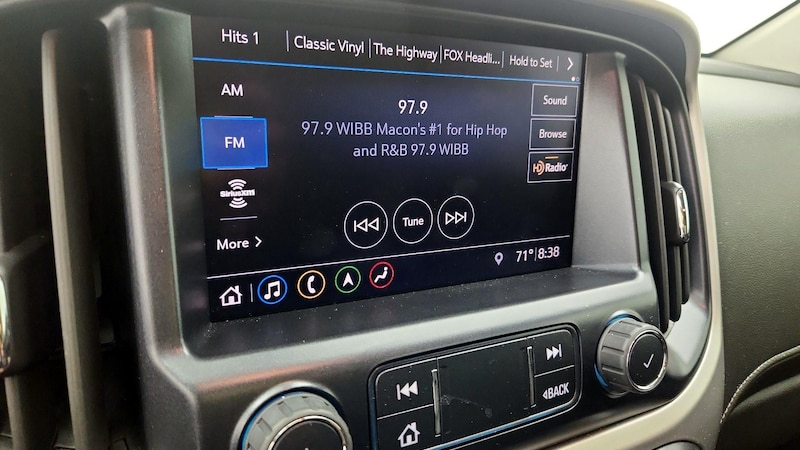 Hits 1
Classic Vinyl
The Highway
FOX Headli...
Hold to Set
AM
FM
SiriusXM
More
97.9
97.9 WIBB Macon's #1 for Hip Hop
and R&B 97.9 WIBB
Sound
Browse
HD Radio
Tune
71° 8:38
BACK